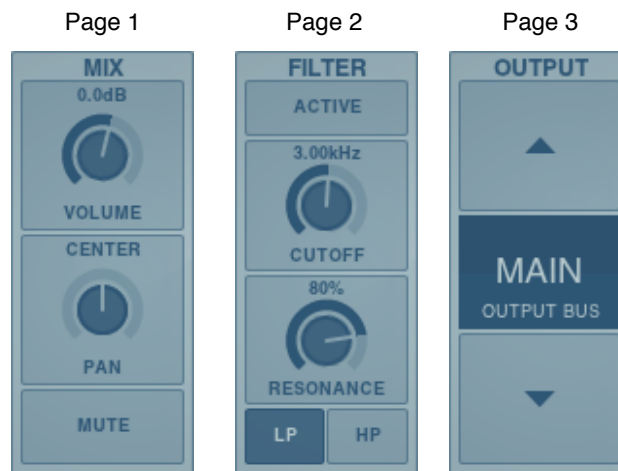 Page 1
MIX
0.0dB
VOLUME
CENTER
PAN
MUTE
Page 2
FILTER
ACTIVE
3.00kHz
CUTOFF
80%
RESONANCE
LP HP
Page 3
OUTPUT
MAIN
OUTPUT BUS